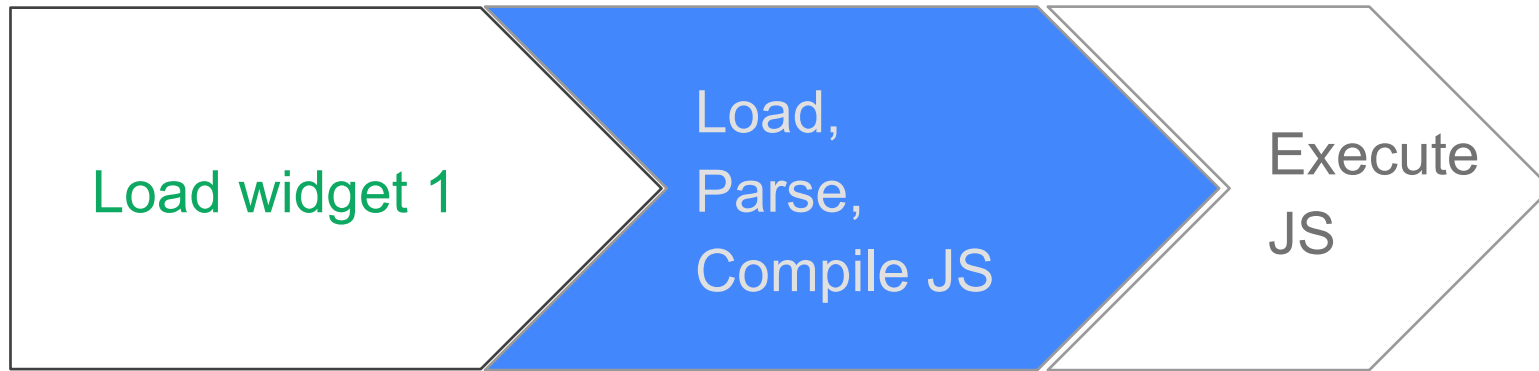 Load widget 1
Load,
Parse,
Compile JS
Execute
JS